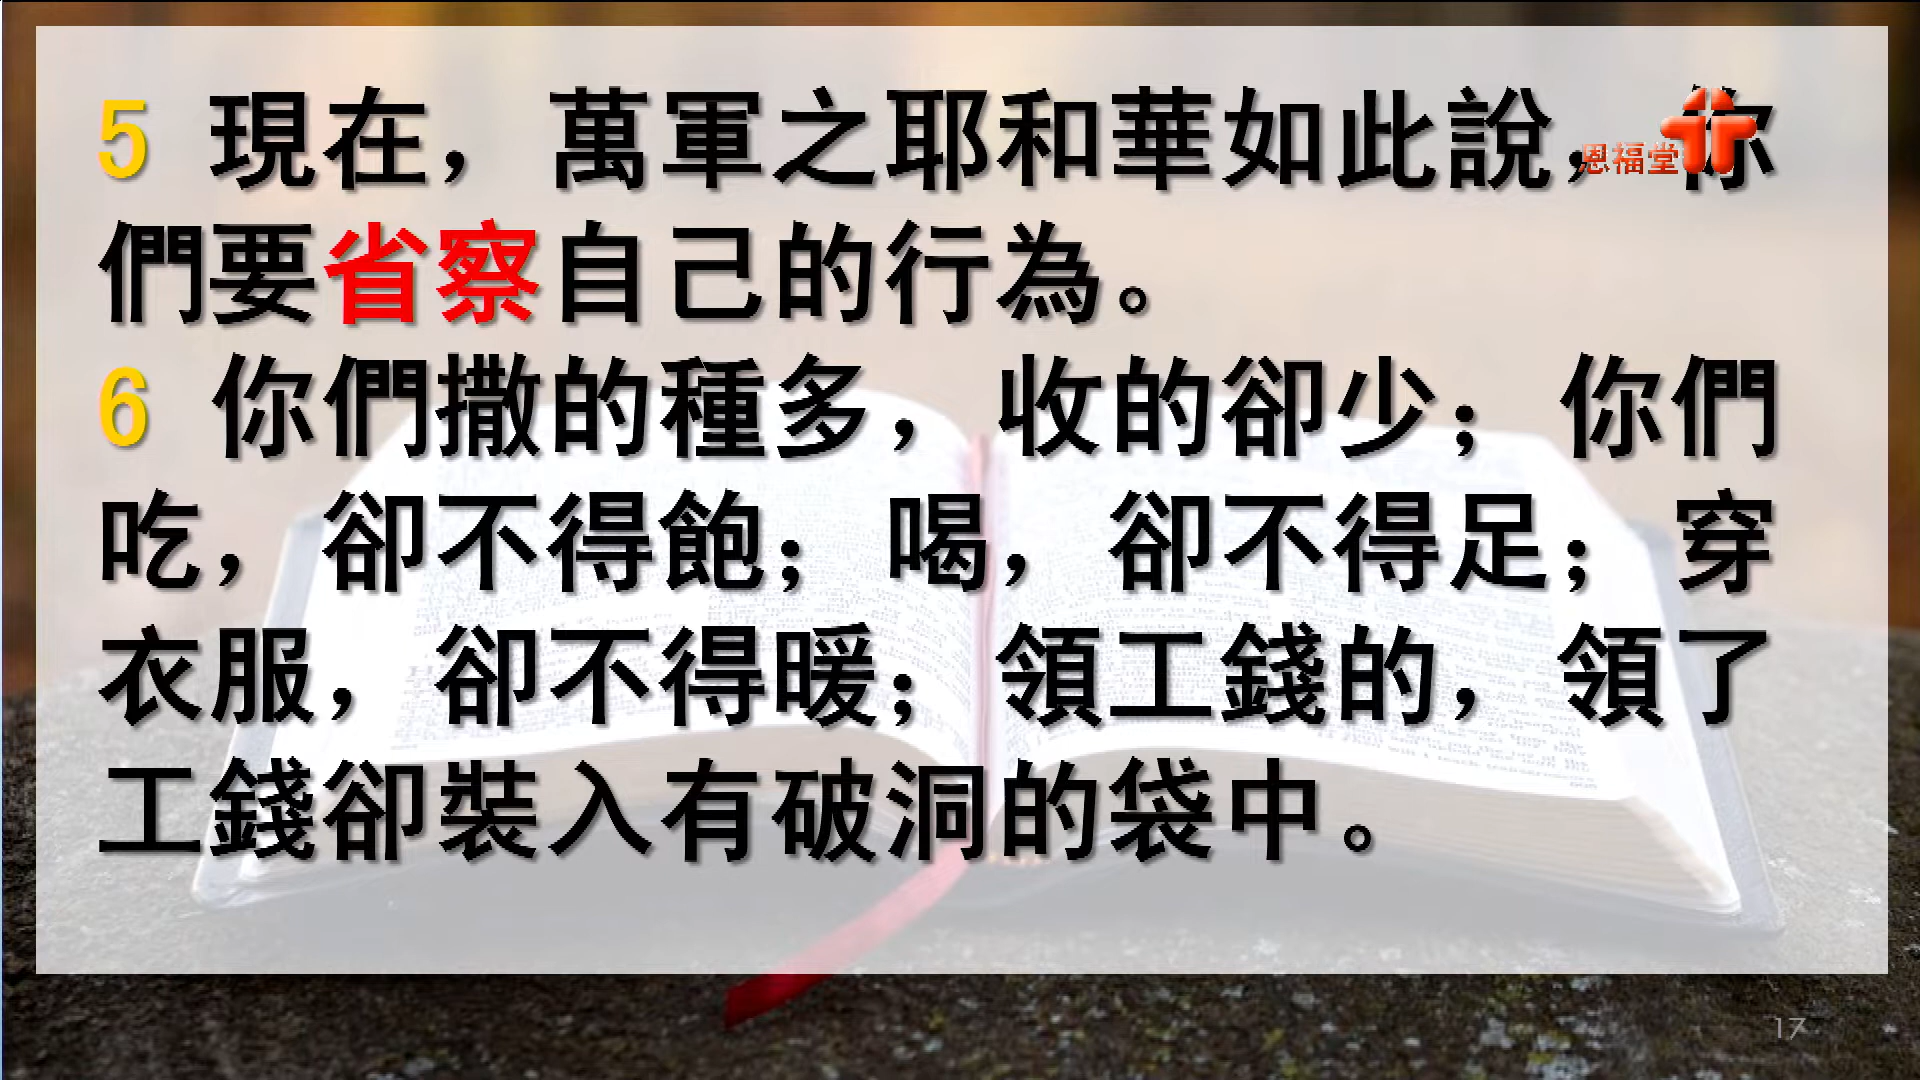 5 現在，萬軍之耶和華如此說，你
們要省察自己的行為。
6 你們撒的種多，收的卻少；你們
吃，卻不得飽；喝，卻不得足；穿
衣服，卻不得暖；領工錢的，領了
工錢卻裝入有破洞的袋中。
恩福堂
17